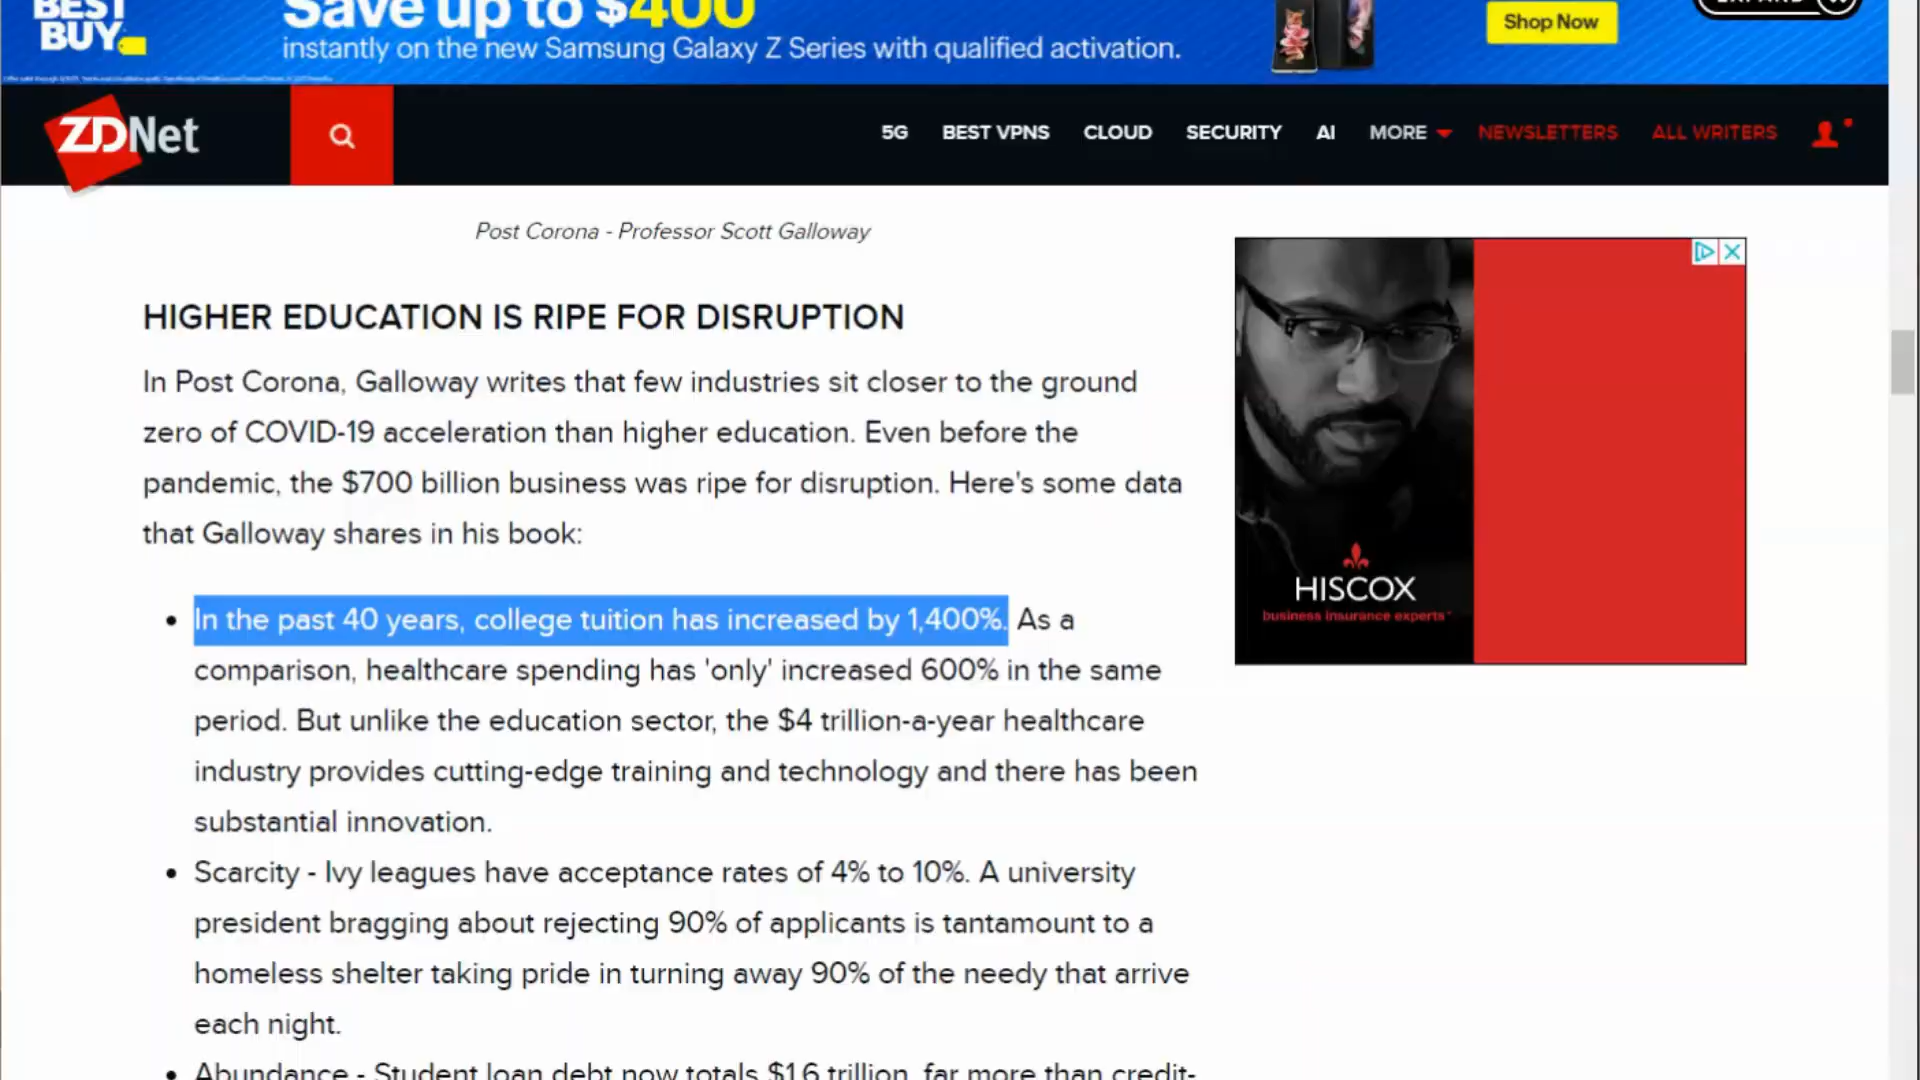 BEST
BUY
Save up to $400
instantly on the new Samsung Galaxy Z Series with qualified activation.
Shop Now
EXPAND
ZDNet
5G BEST VPNS CLOUD SECURITY AI MORE NEWSLETTERS ALL WRITERS
Post Corona - Professor Scott Galloway
HIGHER EDUCATION IS RIPE FOR DISRUPTION
In Post Corona, Galloway writes that few industries sit closer to the ground
zero of COVID-19 acceleration than higher education. Even before the
pandemic, the $700 billion business was ripe for disruption. Here's some data
that Galloway shares in his book:
• In the past 40 years, college tuition has increased by 1,400%. As a
comparison, healthcare spending has 'only' increased 600% in the same
period. But unlike the education sector, the $4 trillion-a-year healthcare
industry provides cutting-edge training and technology and there has been
substantial innovation.
• Scarcity - Ivy leagues have acceptance rates of 4% to 10%. A university
president bragging about rejecting 90% of applicants is tantamount to a
homeless shelter taking pride in turning away 90% of the needy that arrive
each night.
• Abundance - Student loan debt now totals $1.6 trillion, far more than credit-
HISCOX
business insurance experts